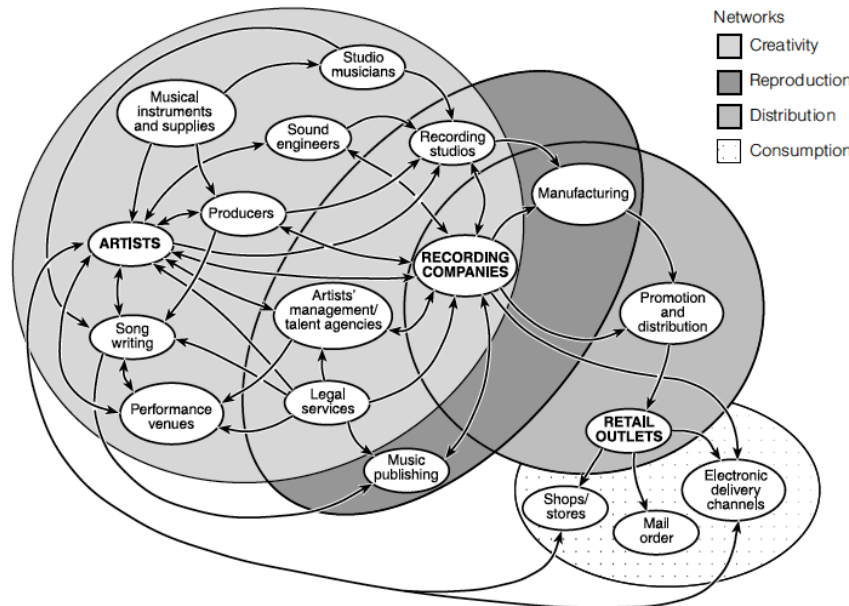 Networks
Creativity
Reproduction
Distribution
Consumption
Studio
musicians
Musical
instruments
and supplies
Sound
engineers
Recording
studios
Manufacturing
Producers
ARTISTS
RECORDING
COMPANIES
Artists'
management/
talent agencies
Promotion
and
distribution
Song
writing
Legal
services
Performance
venues
RETAIL
OUTLETS
Music
publishing
Electronic
delivery
channels
Shops/
stores
Mail
order